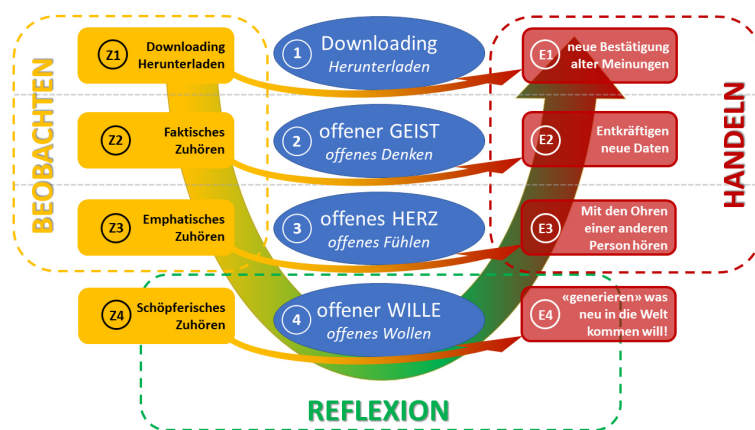 BEOBACHTEN
Z1
Downloading
Herunterladen
1
Downloading
Herunterladen
E1
neue Bestätigung
alter Meinungen
Z2
Faktisches
Zuhören
2
offener GEIST
offenes Denken
E2
Entkräftigen
neue Daten
Z3
Emphatisches
Zuhören
3
offenes HERZ
offenes Fühlen
E3
Mit den Ohren
einer anderen
Person hören
Z4
Schöpferisches
Zuhören
4
offener WILLE
offenes Wollen
E4
«generieren» was
neu in die Welt
kommen will!
HANDELN
REFLEXION